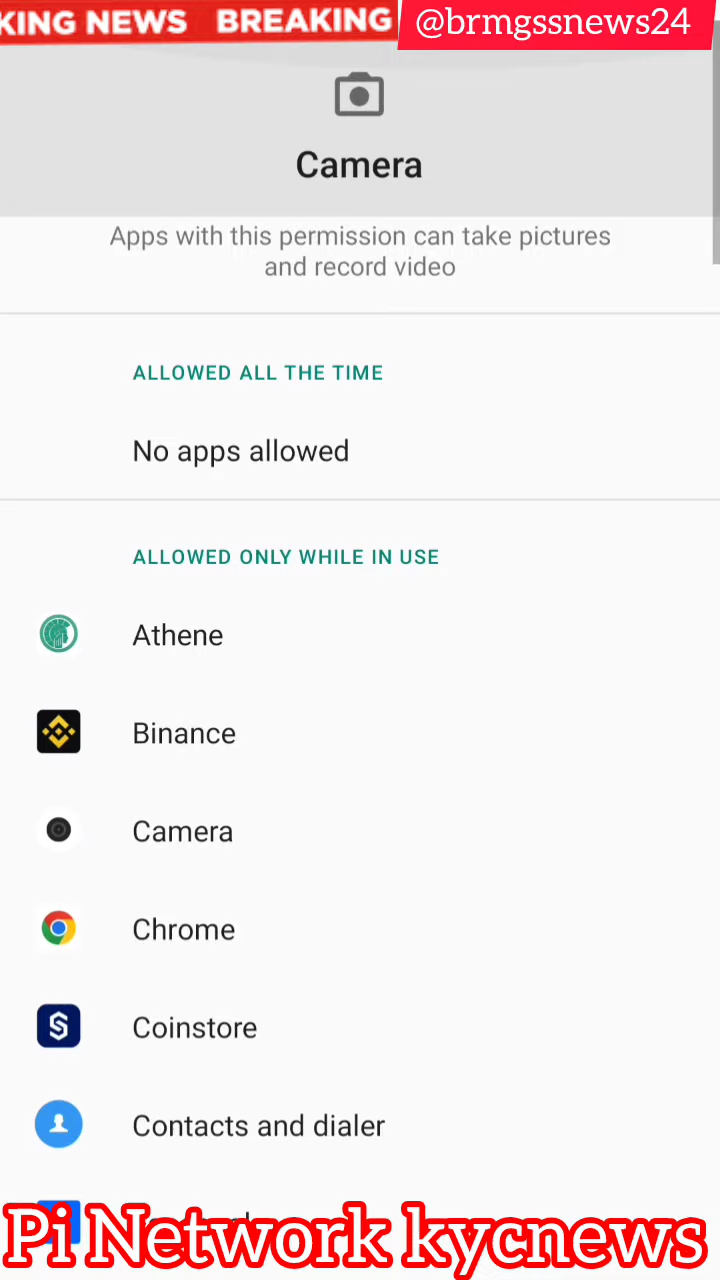 KING NEWS BREAKING
@brmgssnews24
Camera
Apps with this permission can take pictures
and record video
ALLOWED ALL THE TIME
No apps allowed
ALLOWED ONLY WHILE IN USE
Athene
Binance
Camera
Chrome
Coinstore
Contacts and dialer
Pi Network kycnews